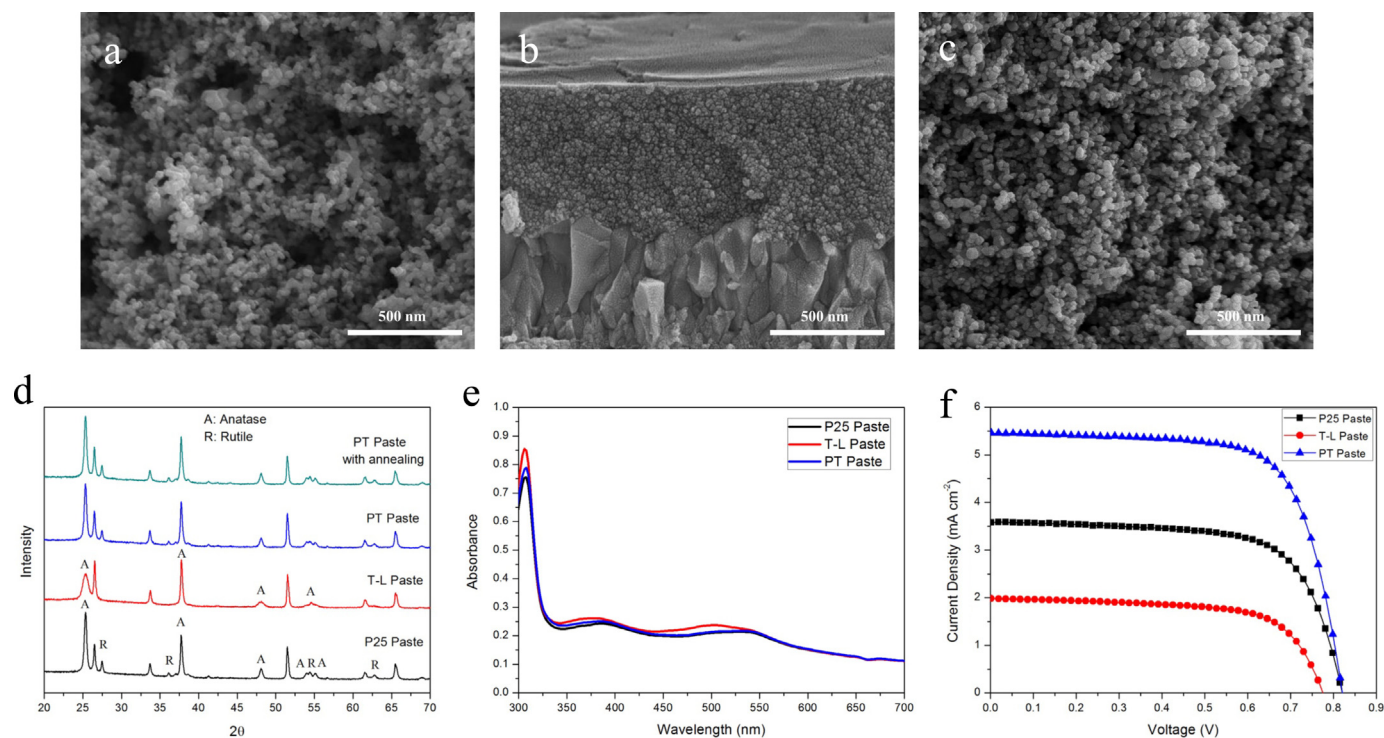 a
b
c
500 nm
500 nm
500 nm
d
A: Anatase
R: Rutile
PT Paste
with annealing
PT Paste
A
A
T-L Paste
A
A
A
A
P25 Paste
R
R
A
A R A
R
Intensity
20 25 30 35 40 45 50 55 60 65 70
2θ
e
P25 Paste
T-L Paste
PT Paste
Absorbance
1.0
0.9
0.8
0.7
0.6
0.5
0.4
0.3
0.2
0.1
0.0
300 350 400 450 500 550 600 650 700
Wavelength (nm)
f
P25 Paste
T-L Paste
PT Paste
Current Density (mA cm-2)
6
5
4
3
2
1
0
0.0 0.1 0.2 0.3 0.4 0.5 0.6 0.7 0.8 0.9
Voltage (V)